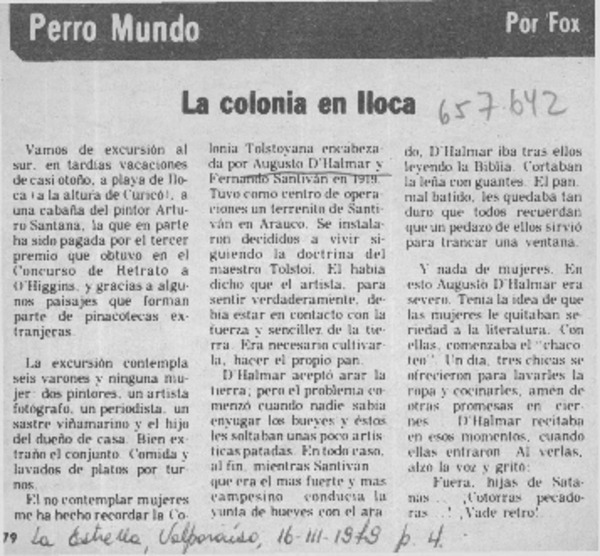 Perro Mundo
Por Fox
La colonia en Iloca
657.642
Vamos de excursión al
sur, en tardías vacaciones
de casi otoño, a playa de Ilo-
ca (a la altura de Curicó), a
una cabaña del pintor Artu-
ro Santana, la que en parte
ha sido pagada por el tercer
premio que obtuvo en el
Concurso de Retrato a
O'Higgins, y gracias a algu-
nos paisajes que forman
parte de pinacotecas ex-
tranjeras.
La excursión contempla
seis varones y ninguna mu-
jer: dos pintores, un artista
fotógrafo, un periodista, un
sastre viñamarino y el hijo
del dueño de casa. Bien ex-
traño el conjunto. Comida y
lavados de platos por tur-
nos.
El no contemplar mujeres
me ha hecho recordar la Co-
lonia Tolstoyana encabeza-
da por Augusto D'Halmar y
Fernando Santiván en 1919.
Tuvo como centro de opera-
ciones un terrenito de Santi-
ván en Arauco. Se instala-
ron decididos a vivir si-
guiendo la doctrina del
maestro Tolstoi. El había
dicho que el artista, para
sentir verdaderamente, de-
bía estar en contacto con la
fuerza y sencillez de la tie-
rra. Era necesario cultivar-
la, hacer el propio pan.
D'Halmar aceptó arar la
tierra; pero el problema co-
menzó cuando nadie sabía
enyugar los bueyes y éstos
les soltaban unas poco artís-
ticas patadas. En todo caso,
al fin, mientras Santiván
que era el mas fuerte y mas
campesino conducía la
yunta de bueyes con el ara-
do, D'Halmar iba tras ellos
leyendo la Biblia. Cortaban
la leña con guantes. El pan,
mal batido, les quedaba tan
duro que todos recuerdan
que un pedazo de ellos sirvió
para trancar una ventana.
Y nada de mujeres. En
esto Augusto D'Halmar era
severo. Tenía la idea de que
las mujeres le quitaban se-
riedad a la literatura. Con
ellas, comenzaba el "chaco-
teo". Un día, tres chicas se
ofrecieron para lavarles la
ropa y cocinarles, amén de
otras promesas en cier-
nes. D'Halmar recitaba
en esos momentos, cuando
ellas entraron. Al verlas,
alzó la voz y gritó:
Fuera, hijas de Sata-
nás... ¡Cotorras pecado-
ras...! ¡Vade retro!
79 La Estrella, Valparaíso, 16-III-1979 p. 4.